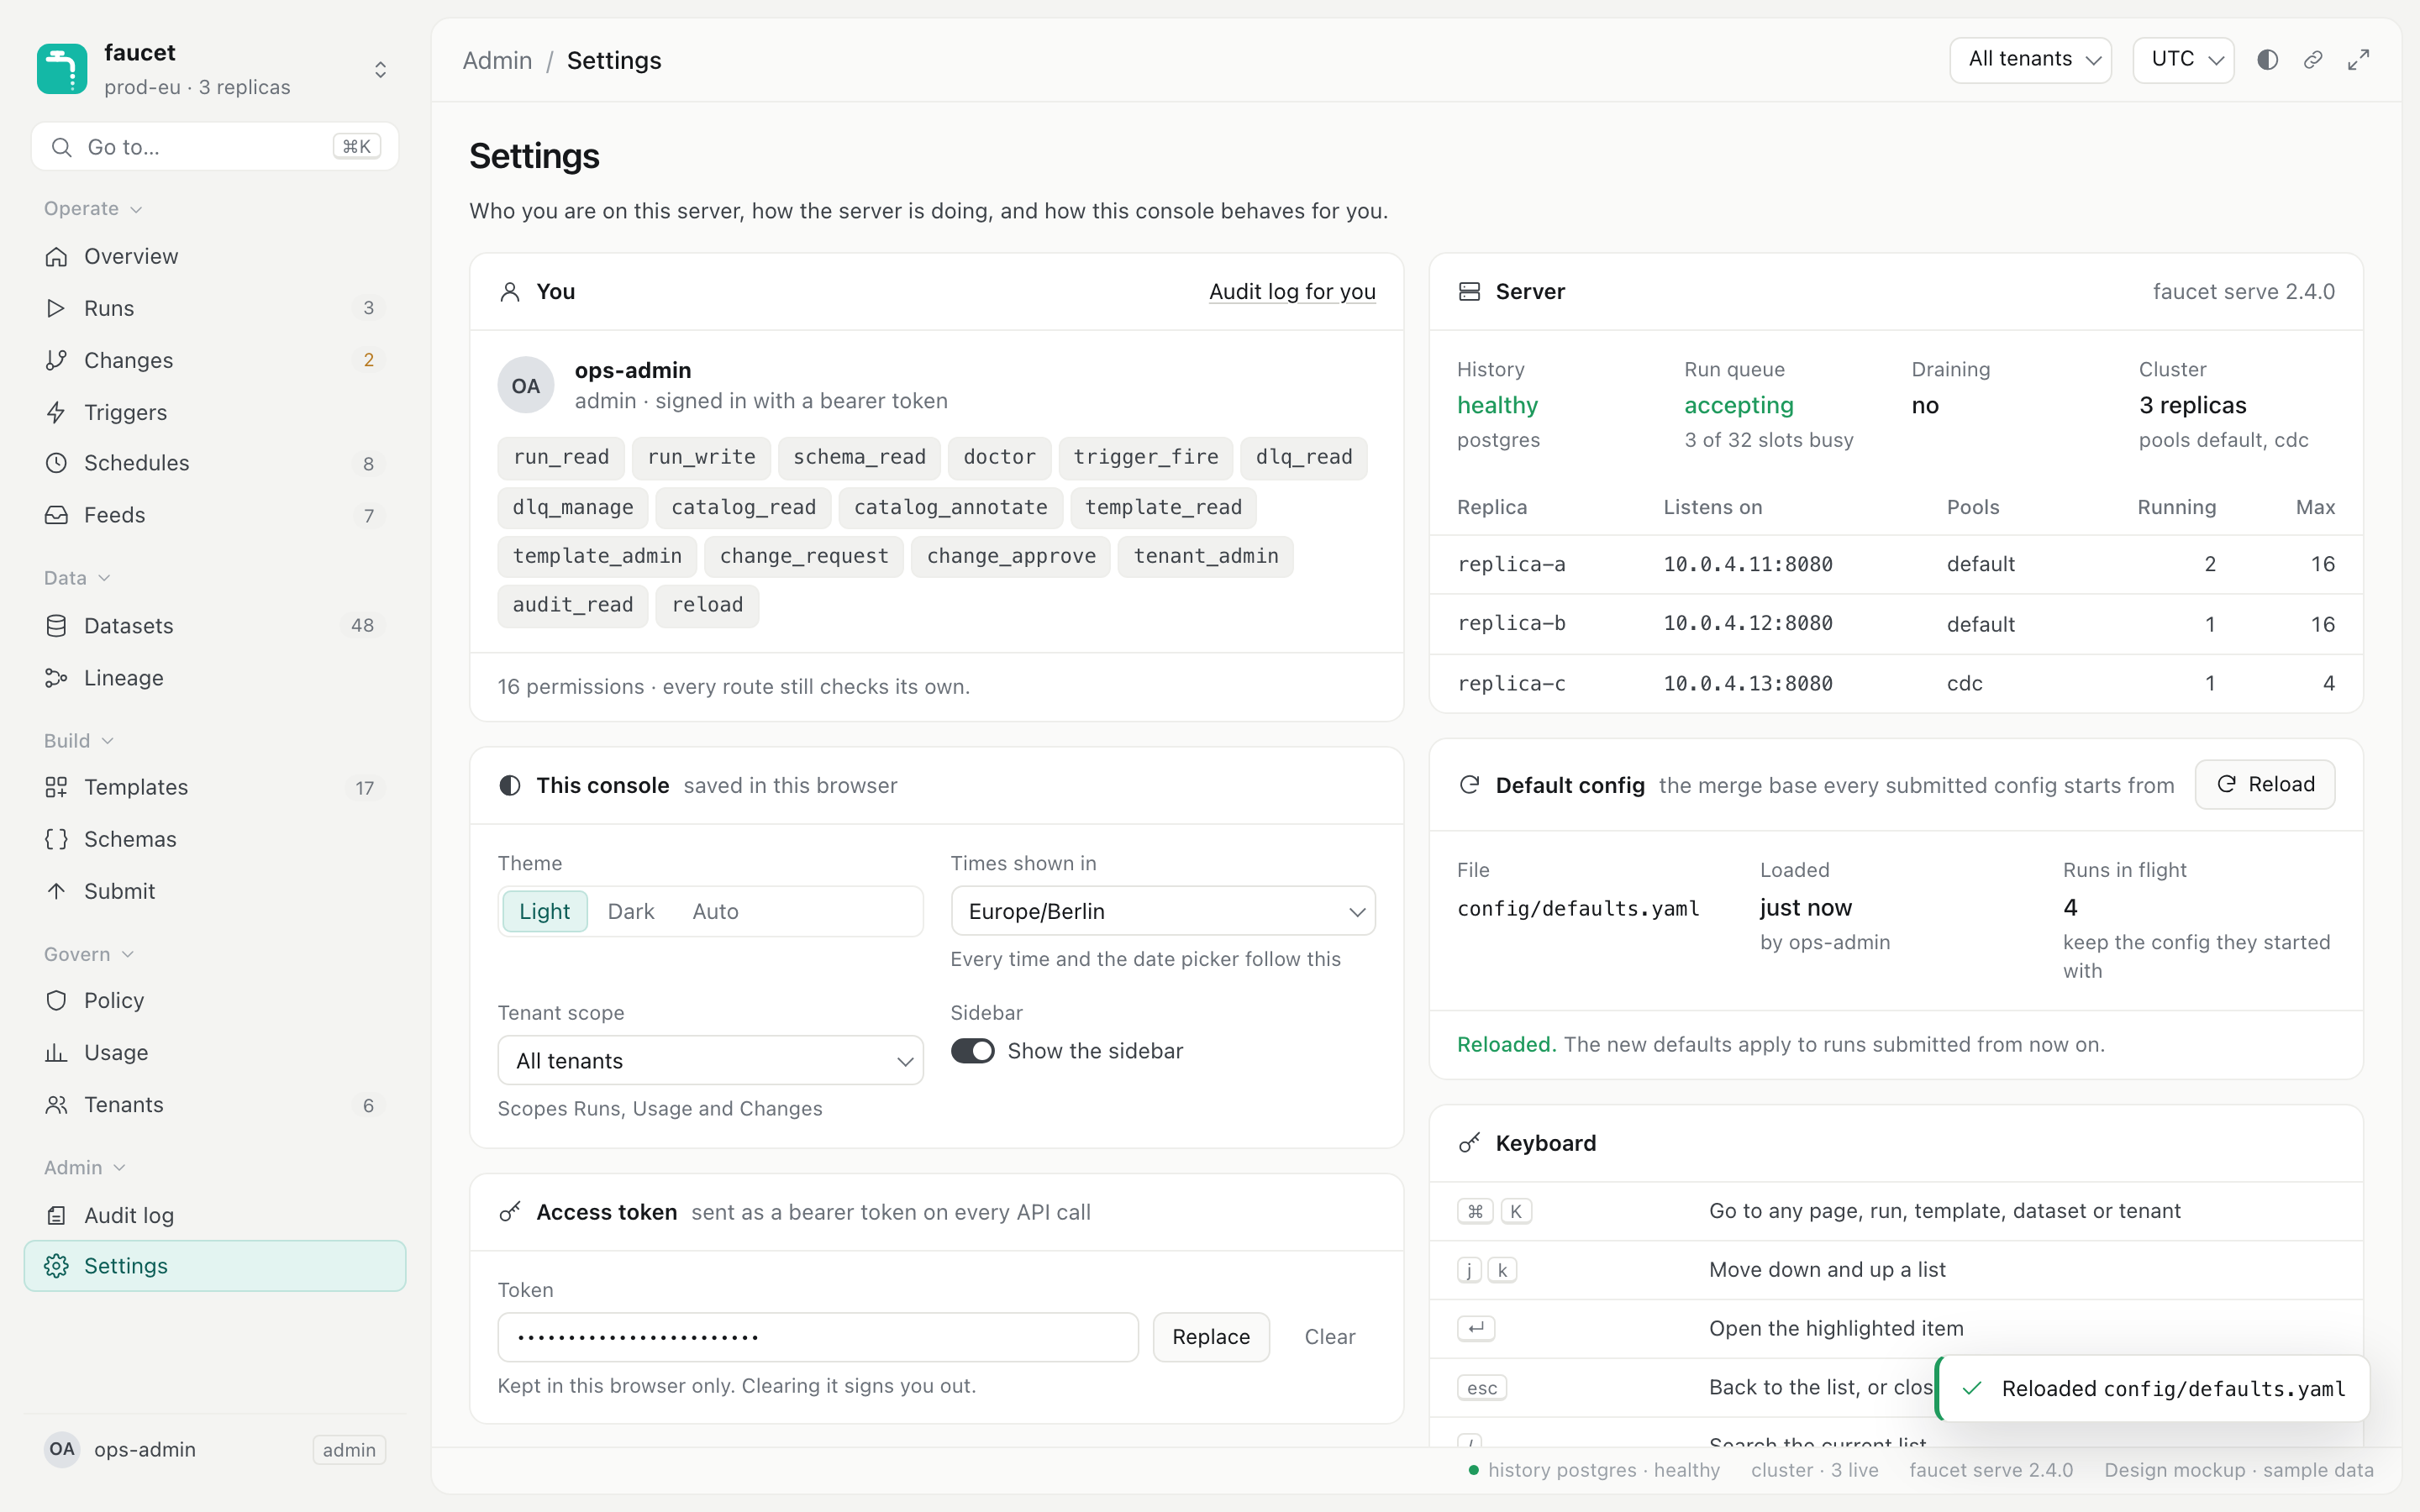 faucet
prod-eu · 3 replicas
Go to...
⌘K
Operate
Overview
Runs 3
Changes 2
Triggers
Schedules 8
Feeds 7
Data
Datasets 48
Lineage
Build
Templates 17
Schemas
Submit
Govern
Policy
Usage
Tenants 6
Admin
Audit log
Settings
OA ops-admin admin
Admin / Settings
All tenants
UTC
Settings
Who you are on this server, how the server is doing, and how this console behaves for you.
You
Audit log for you
OA
ops-admin
admin · signed in with a bearer token
run_read run_write schema_read doctor trigger_fire dlq_read
dlq_manage catalog_read catalog_annotate template_read
template_admin change_request change_approve tenant_admin
audit_read reload
16 permissions · every route still checks its own.
This console saved in this browser
Theme
Light Dark Auto
Times shown in
Europe/Berlin
Every time and the date picker follow this
Tenant scope
All tenants
Scopes Runs, Usage and Changes
Sidebar
Show the sidebar
Access token sent as a bearer token on every API call
Token
••••••••••••••••••••••••
Replace
Clear
Kept in this browser only. Clearing it signs you out.
Server
faucet serve 2.4.0
History
healthy
postgres
Run queue
accepting
3 of 32 slots busy
Draining
no
Cluster
3 replicas
pools default, cdc
Replica Listens on Pools Running Max
replica-a 10.0.4.11:8080 default 2 16
replica-b 10.0.4.12:8080 default 1 16
replica-c 10.0.4.13:8080 cdc 1 4
Default config the merge base every submitted config starts from
Reload
File
config/defaults.yaml
Loaded
just now
by ops-admin
Runs in flight
4
keep the config they started
with
Reloaded. The new defaults apply to runs submitted from now on.
Keyboard
⌘ K Go to any page, run, template, dataset or tenant
j k Move down and up a list
↵ Open the highlighted item
esc Back to the list, or clos
/ Search the current list
Reloaded config/defaults.yaml
history postgres · healthy
cluster · 3 live
faucet serve 2.4.0
Design mockup · sample data